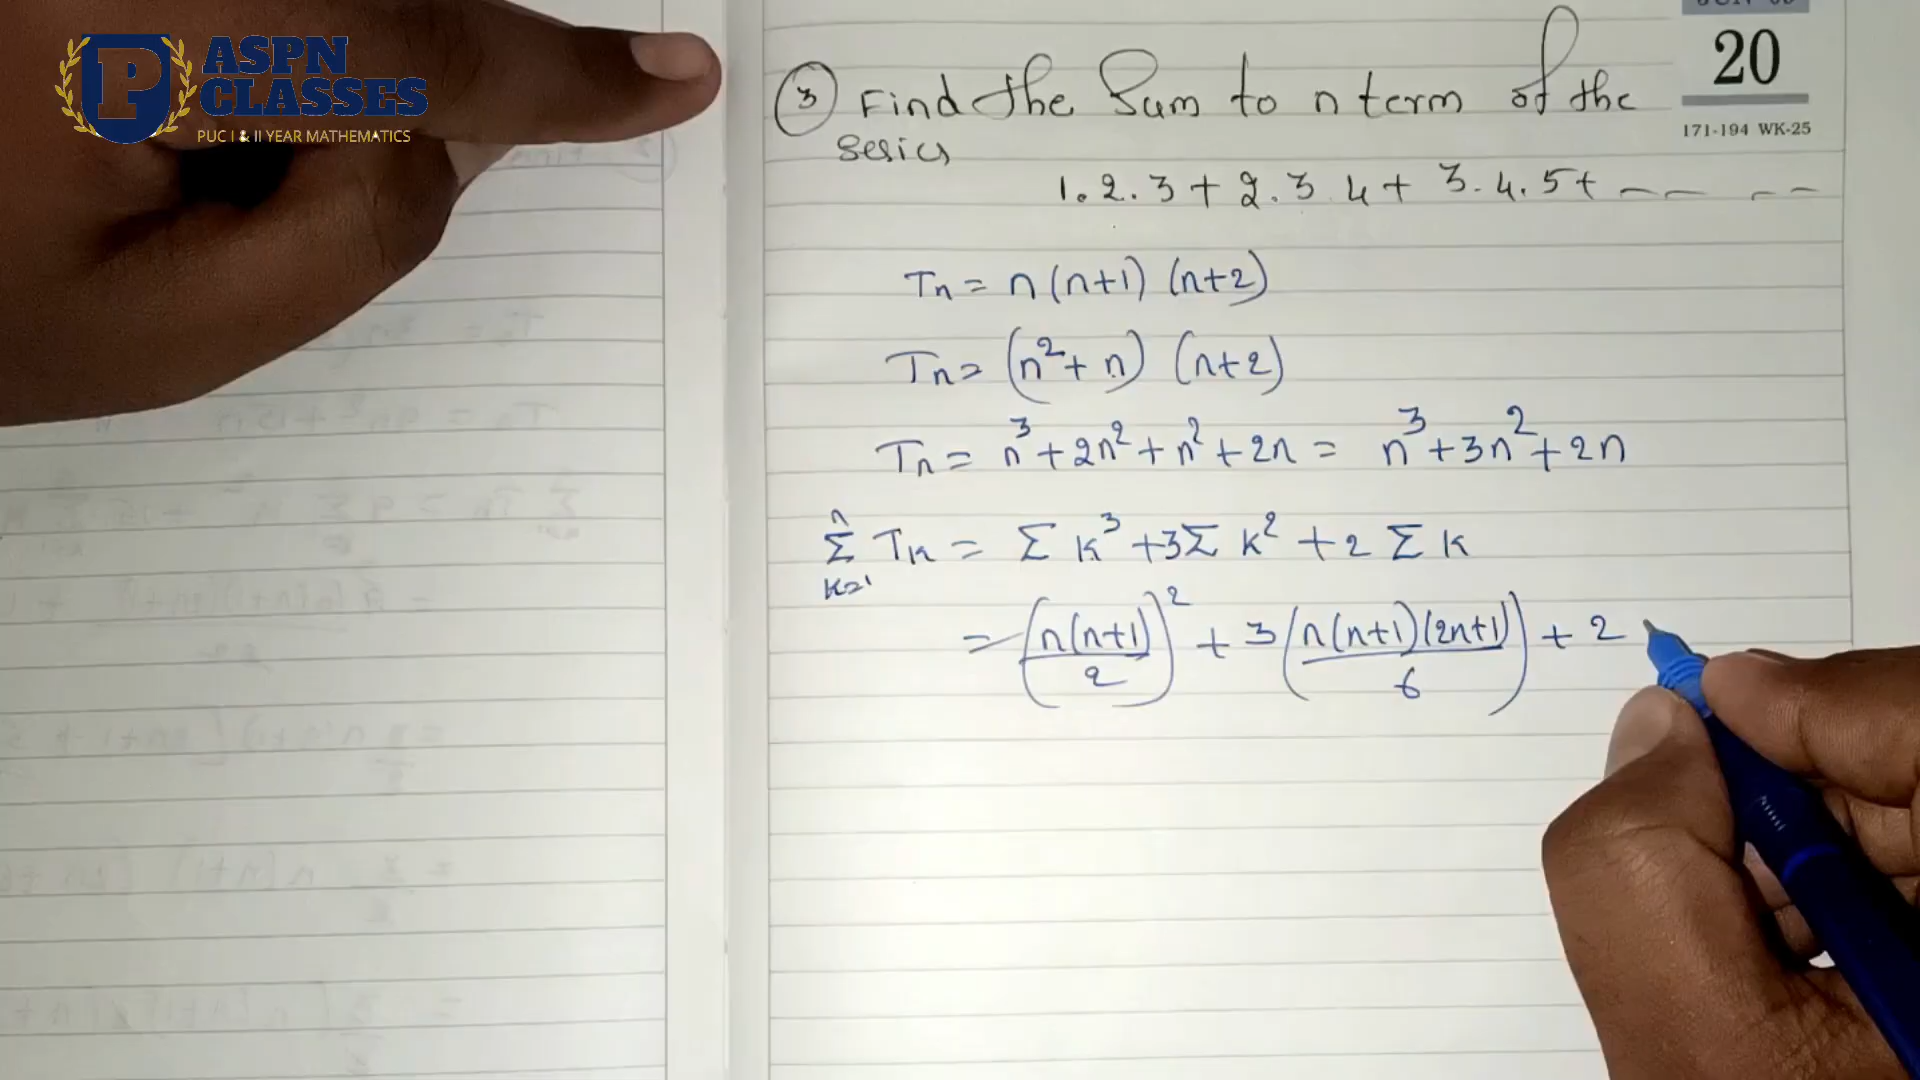 ASPN
CLASSES
PUC I & II YEAR MATHEMATICS
P
20
171-194 WK-25
③ Find the Sum to n term of the
series
1.2.3 + 2.3.4 + 3.4.5 + - - - -
Tn = n(n+1) (n+2)
Tn = (n²+n) (n+2)
Tn = n³+2n²+n²+2n = n³+3n²+2n
n
Σ Tk = Σ k³ +3Σ k² + 2 Σ k
k=1
= (n(n+1)/2)² + 3(n(n+1)(2n+1)/6) + 2